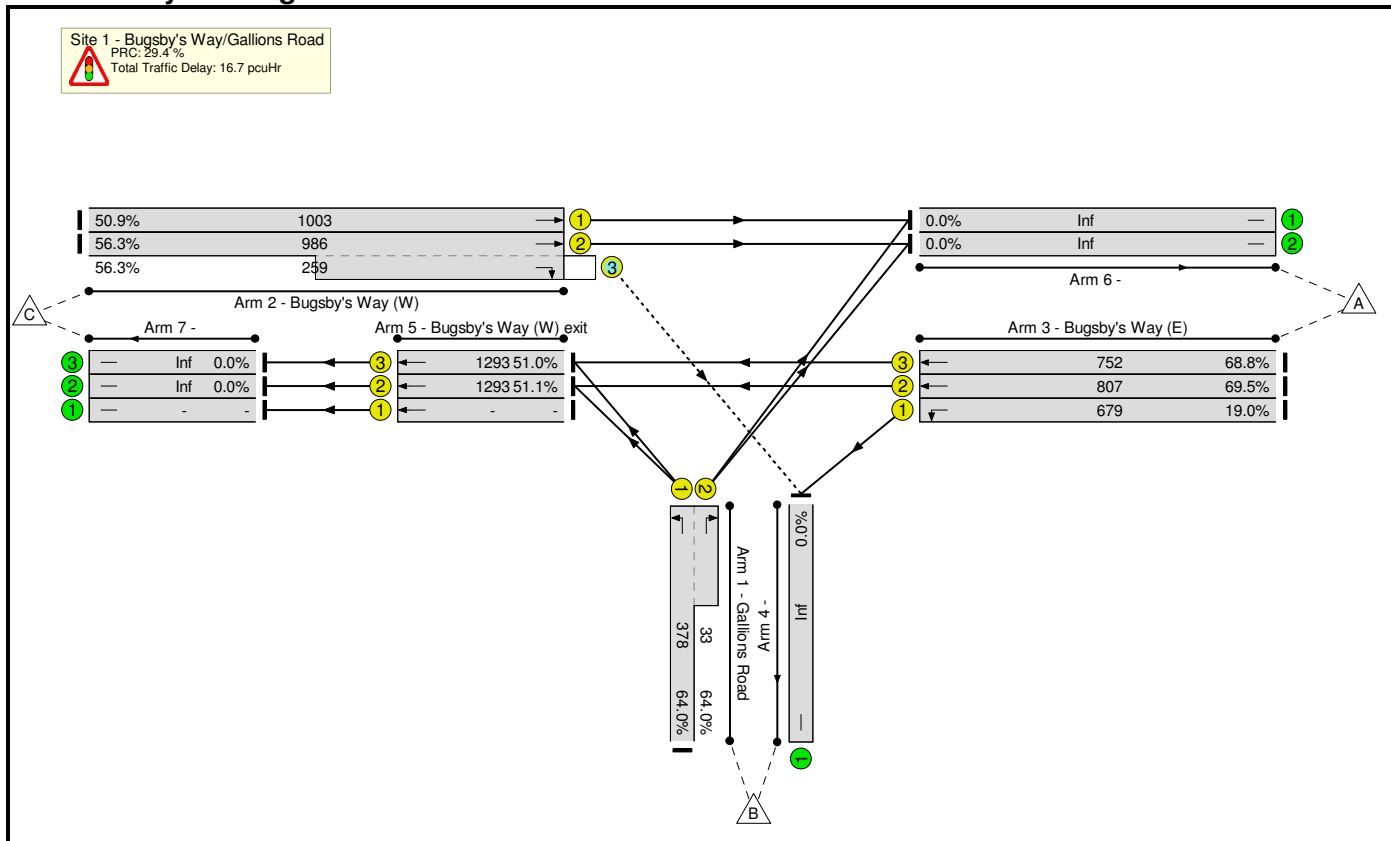 Site 1 - Bugsby's Way/Gallions Road
PRC: 29.4 %
Total Traffic Delay: 16.7 pcuHr
50.9% 1003 1
56.3% 986 2
56.3% 259 3
Arm 2 - Bugsby's Way (W)
0.0% Inf 1
0.0% Inf 2
Arm 6 -
C
A
Arm 7 -
Arm 5 - Bugsby's Way (W) exit
Arm 3 - Bugsby's Way (E)
3 Inf 0.0% 3 1293 51.0% 3 752 68.8%
2 Inf 0.0% 2 1293 51.1% 2 807 69.5%
1 - - 1 - - 1 679 19.0%
1 2
378 64.0%
33 64.0%
Arm 1 - Gallions Road
Arm 4 -
0.0% Inf
1
B